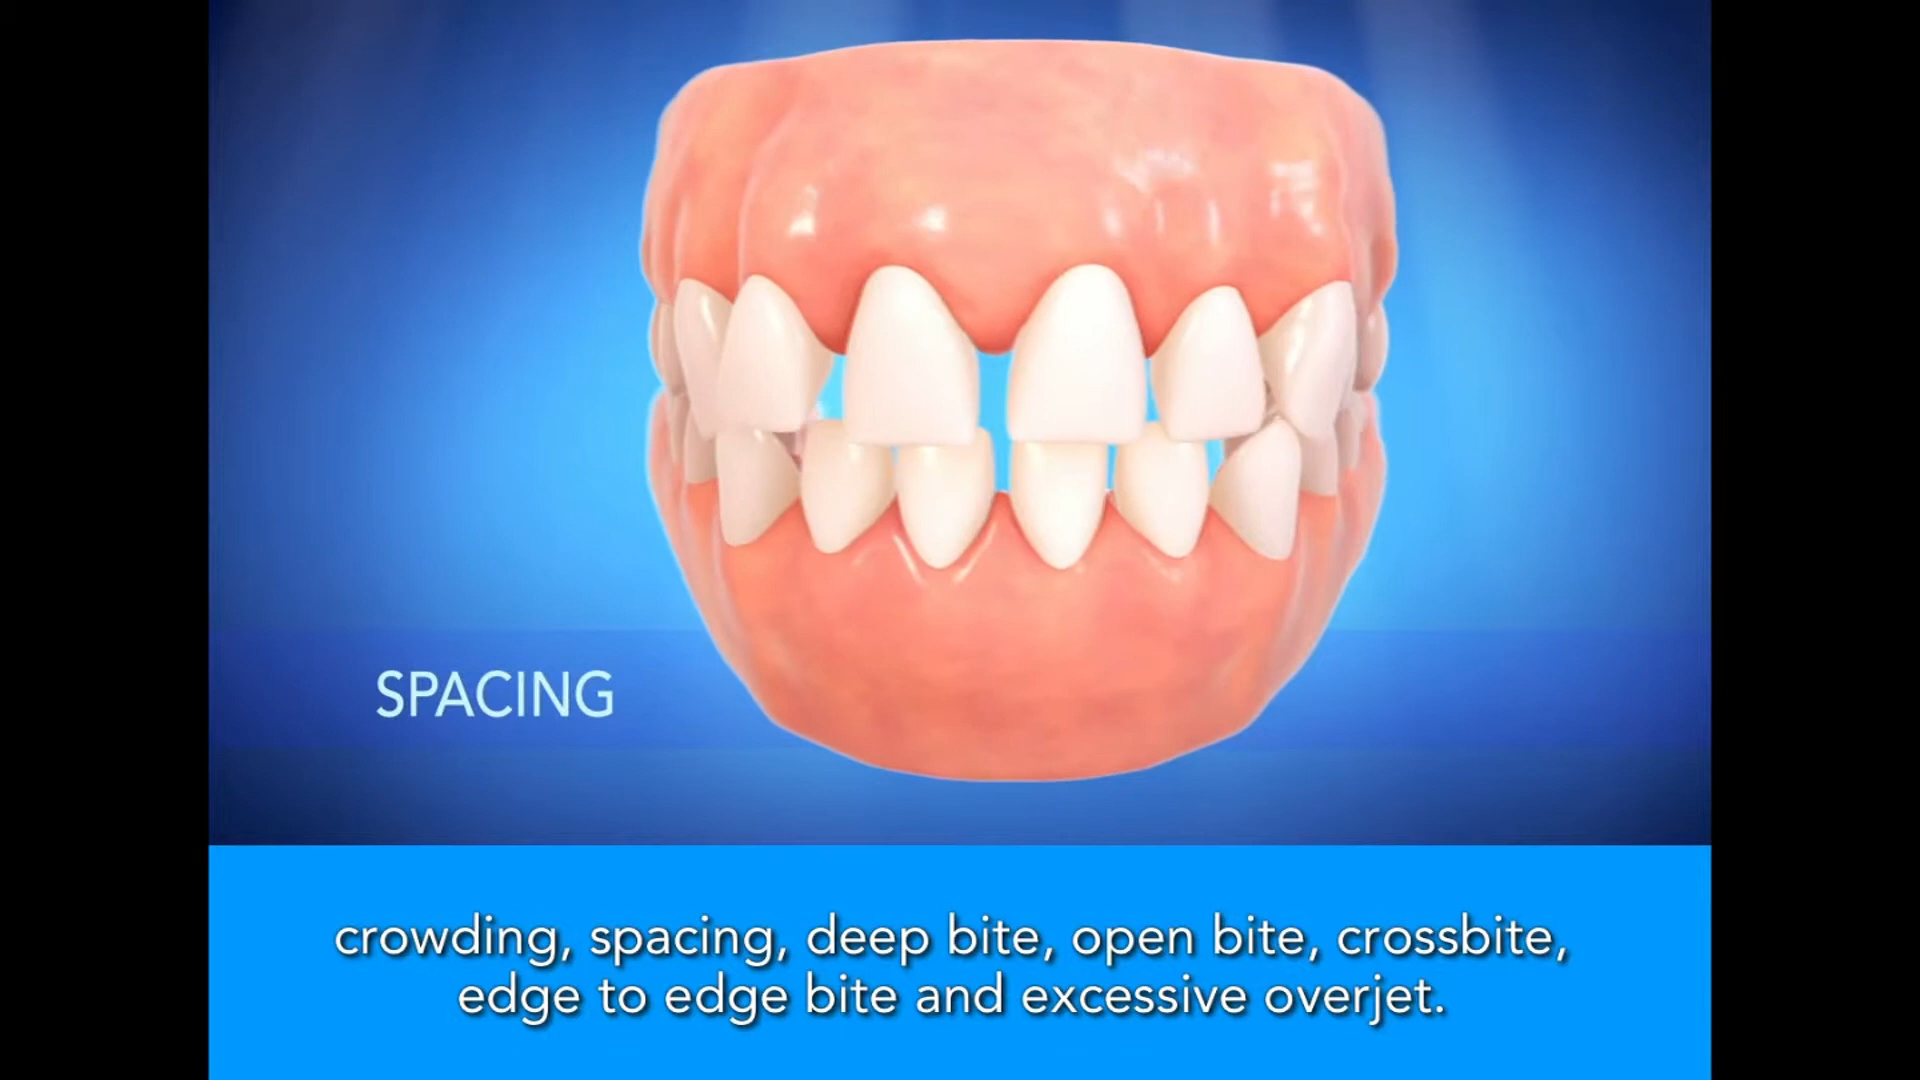 SPACING
crowding, spacing, deep bite, open bite, crossbite,
edge to edge bite and excessive overjet.